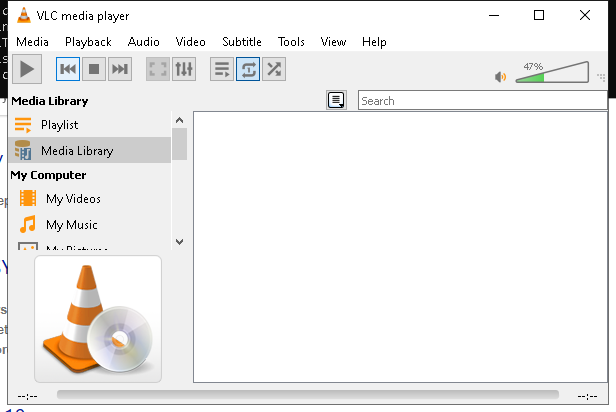 VLC media player
Media Playback Audio Video Subtitle Tools View Help
47%
Media Library
Search
Playlist
Media Library
My Computer
My Videos
My Music
My Pictures
--:-- --:--